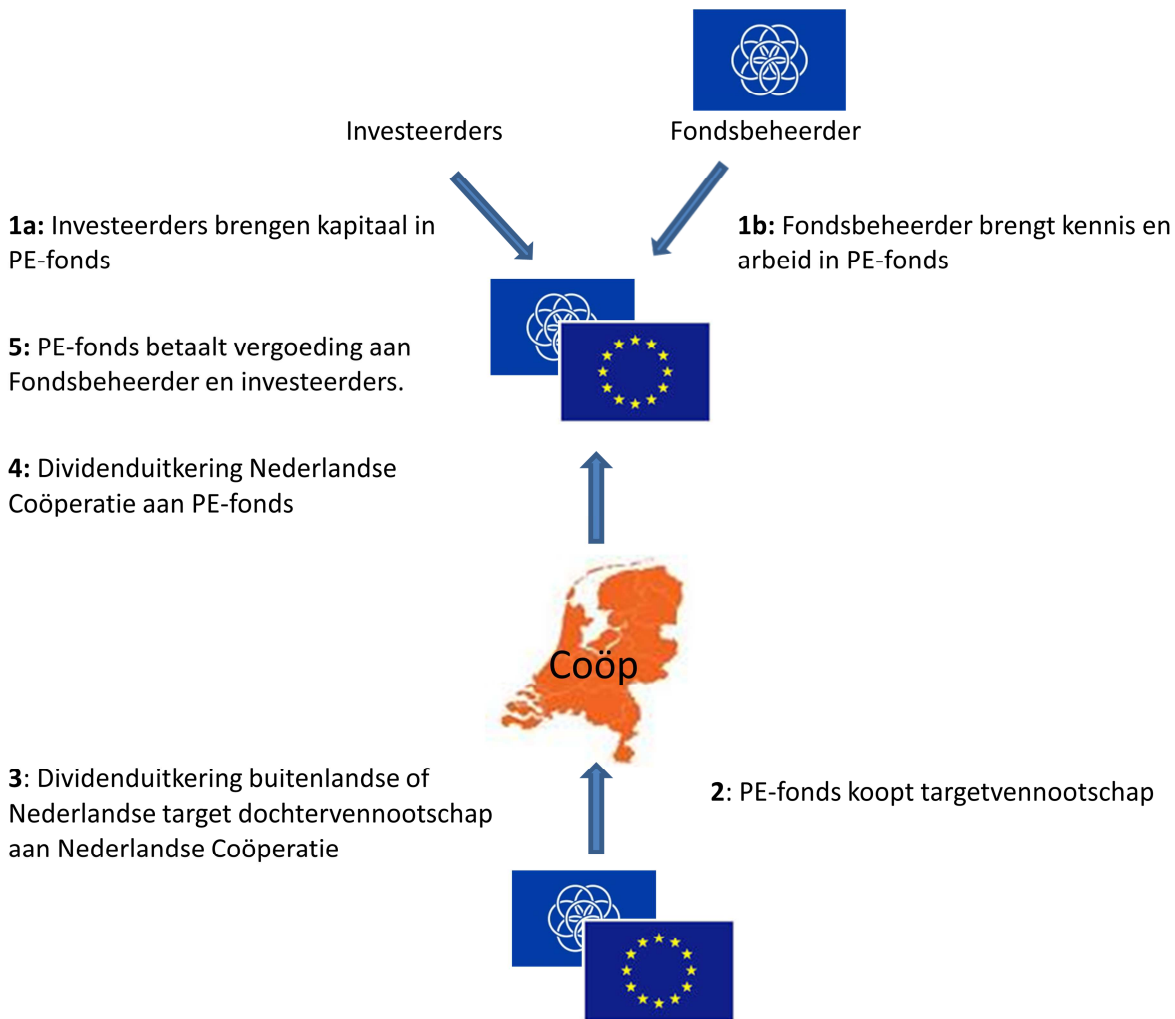 Investeerders
Fondsbeheerder
1a: Investeerders brengen kapitaal in
PE-fonds
1b: Fondsbeheerder brengt kennis en
arbeid in PE-fonds
5: PE-fonds betaalt vergoeding aan
Fondsbeheerder en investeerders.
4: Dividenduitkering Nederlandse
Coöperatie aan PE-fonds
Coöp
3: Dividenduitkering buitenlandse of
Nederlandse target dochtervennootschap
aan Nederlandse Coöperatie
2: PE-fonds koopt targetvennootschap